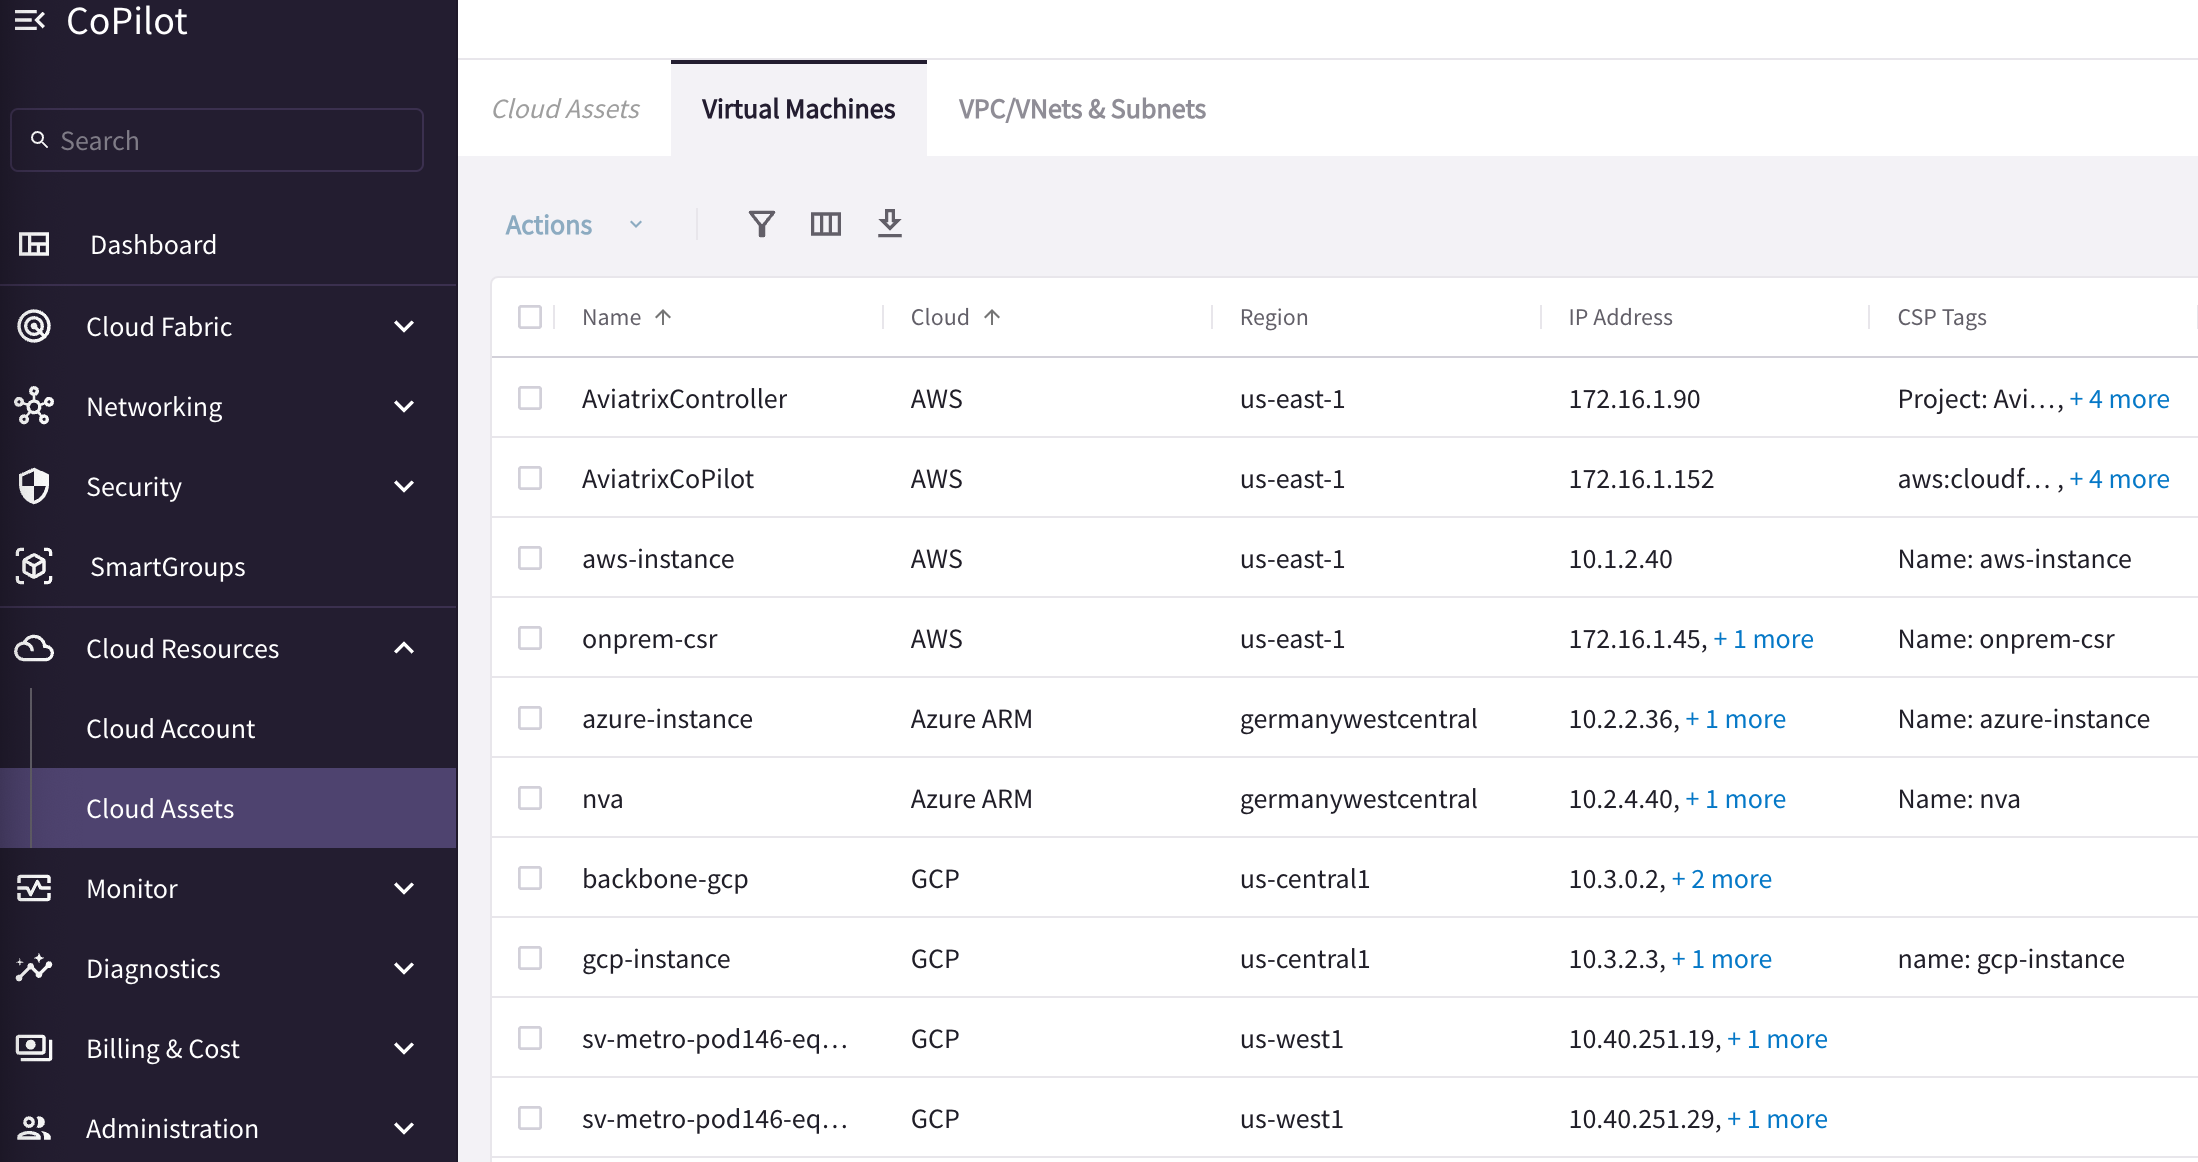 CoPilot
Search
Dashboard
Cloud Fabric
Networking
Security
SmartGroups
Cloud Resources
Cloud Account
Cloud Assets
Monitor
Diagnostics
Billing & Cost
Administration
Cloud Assets Virtual Machines VPC/VNets & Subnets
Actions
Name Cloud Region IP Address CSP Tags
AviatrixController AWS us-east-1 172.16.1.90 Project: Avi..., + 4 more
AviatrixCoPilot AWS us-east-1 172.16.1.152 aws:cloudf... , + 4 more
aws-instance AWS us-east-1 10.1.2.40 Name: aws-instance
onprem-csr AWS us-east-1 172.16.1.45, + 1 more Name: onprem-csr
azure-instance Azure ARM germanywestcentral 10.2.2.36, + 1 more Name: azure-instance
nva Azure ARM germanywestcentral 10.2.4.40, + 1 more Name: nva
backbone-gcp GCP us-central1 10.3.0.2, + 2 more
gcp-instance GCP us-central1 10.3.2.3, + 1 more name: gcp-instance
sv-metro-pod146-eq... GCP us-west1 10.40.251.19, + 1 more
sv-metro-pod146-eq... GCP us-west1 10.40.251.29, + 1 more